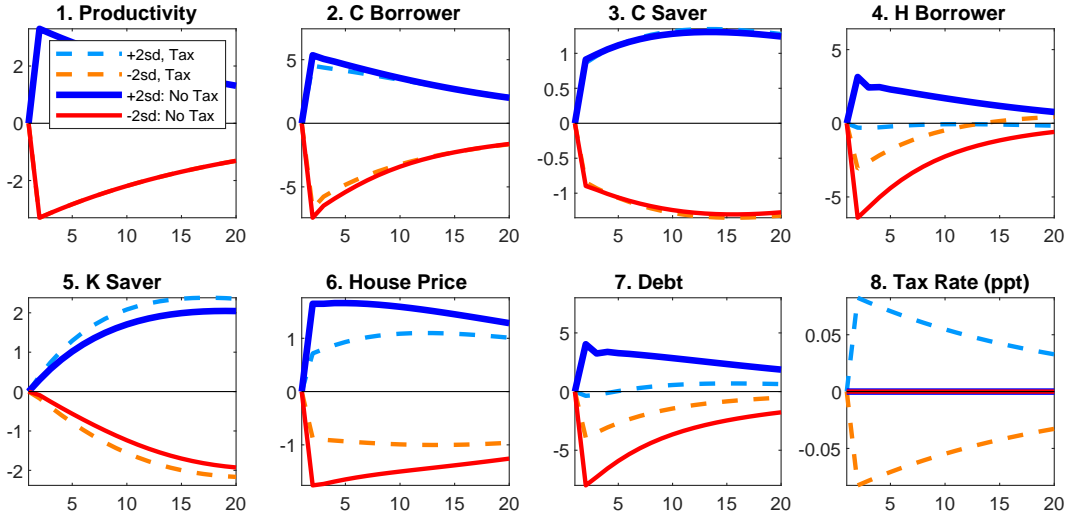 1. Productivity
2
0
-2
5 10 15 20
+2sd, Tax
-2sd, Tax
+2sd: No Tax
-2sd: No Tax
2. C Borrower
5
0
-5
5 10 15 20
3. C Saver
1
0.5
0
-0.5
-1
5 10 15 20
4. H Borrower
5
0
-5
5 10 15 20
5. K Saver
2
1
0
-1
-2
5 10 15 20
6. House Price
1
0
-1
5 10 15 20
7. Debt
5
0
-5
5 10 15 20
8. Tax Rate (ppt)
0.05
0
-0.05
5 10 15 20